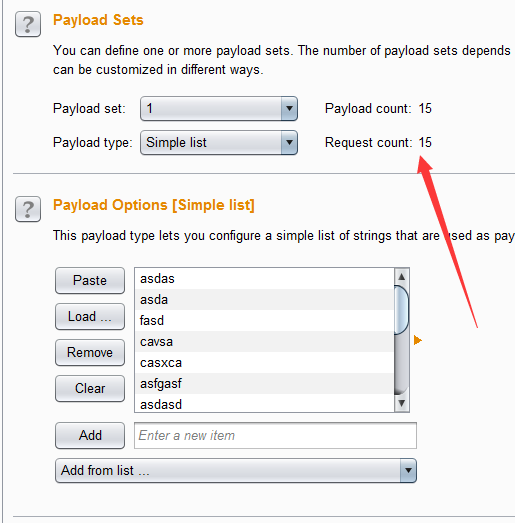 ?
Payload Sets
You can define one or more payload sets. The number of payload sets depends
can be customized in different ways.
Payload set: 1 Payload count: 15
Payload type: Simple list Request count: 15
?
Payload Options [Simple list]
This payload type lets you configure a simple list of strings that are used as pay
Paste
Load ...
Remove
Clear
asdas
asda
fasd
cavsa
casxca
asfgasf
asdasd
Add Enter a new item
Add from list ...